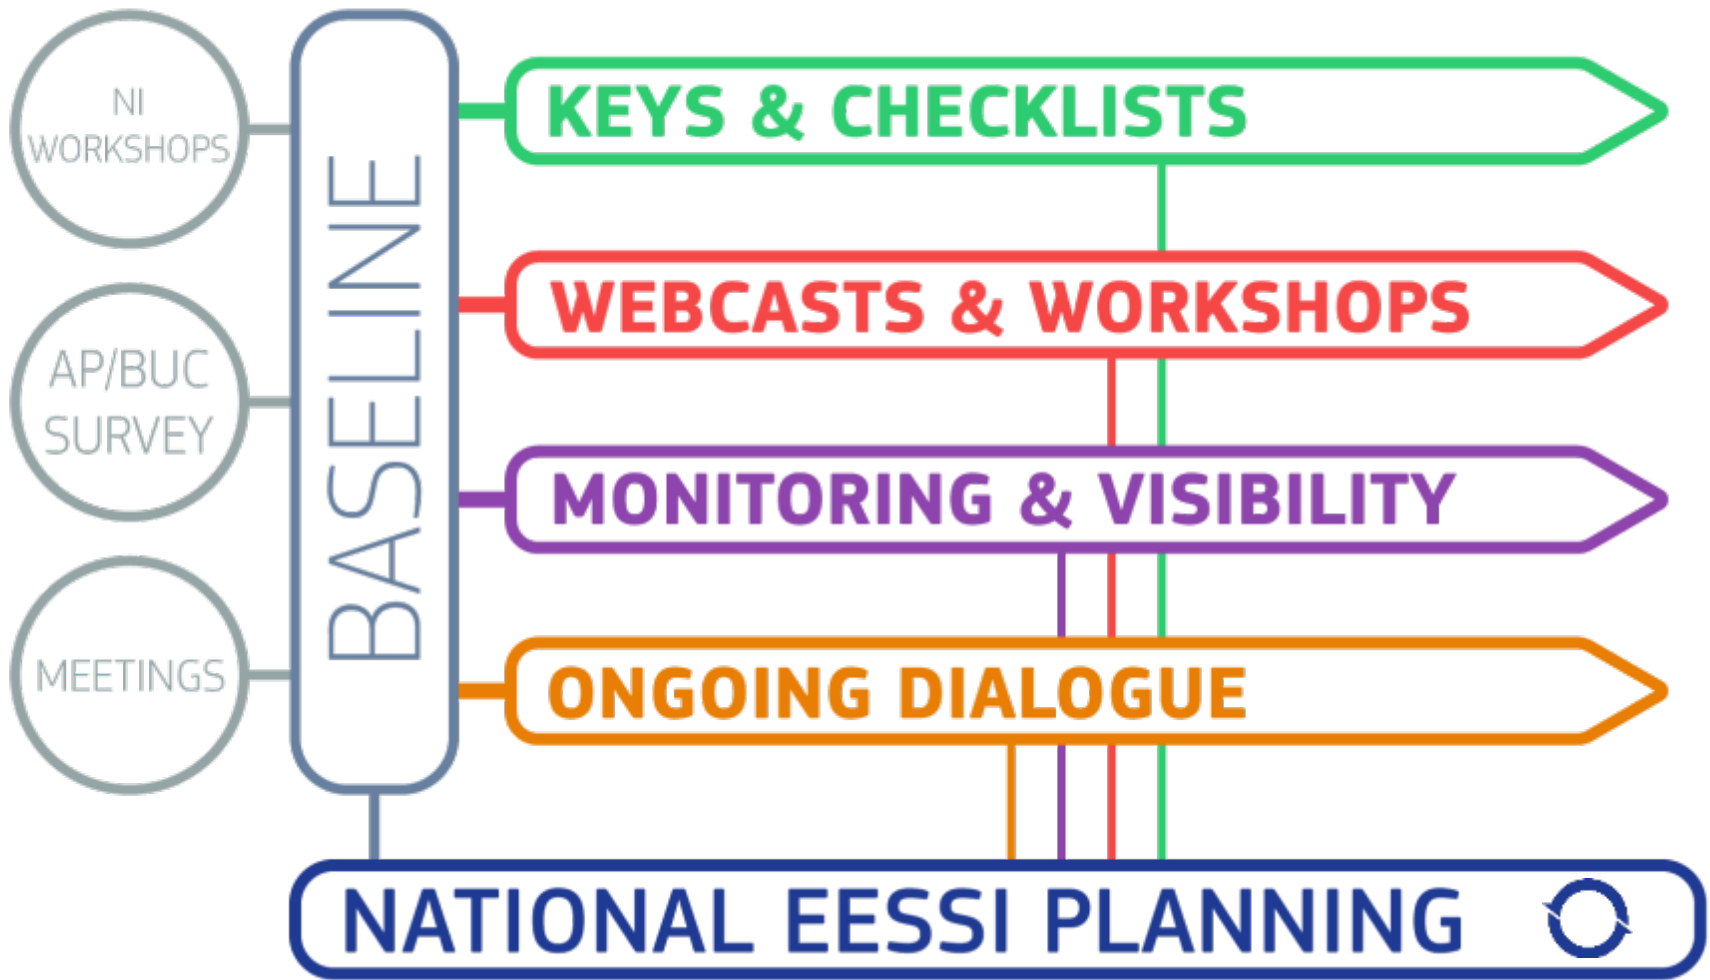 NI
WORKSHOPS
AP/BUC
SURVEY
MEETINGS
BASELINE
KEYS & CHECKLISTS
WEBCASTS & WORKSHOPS
MONITORING & VISIBILITY
ONGOING DIALOGUE
NATIONAL EESSI PLANNING